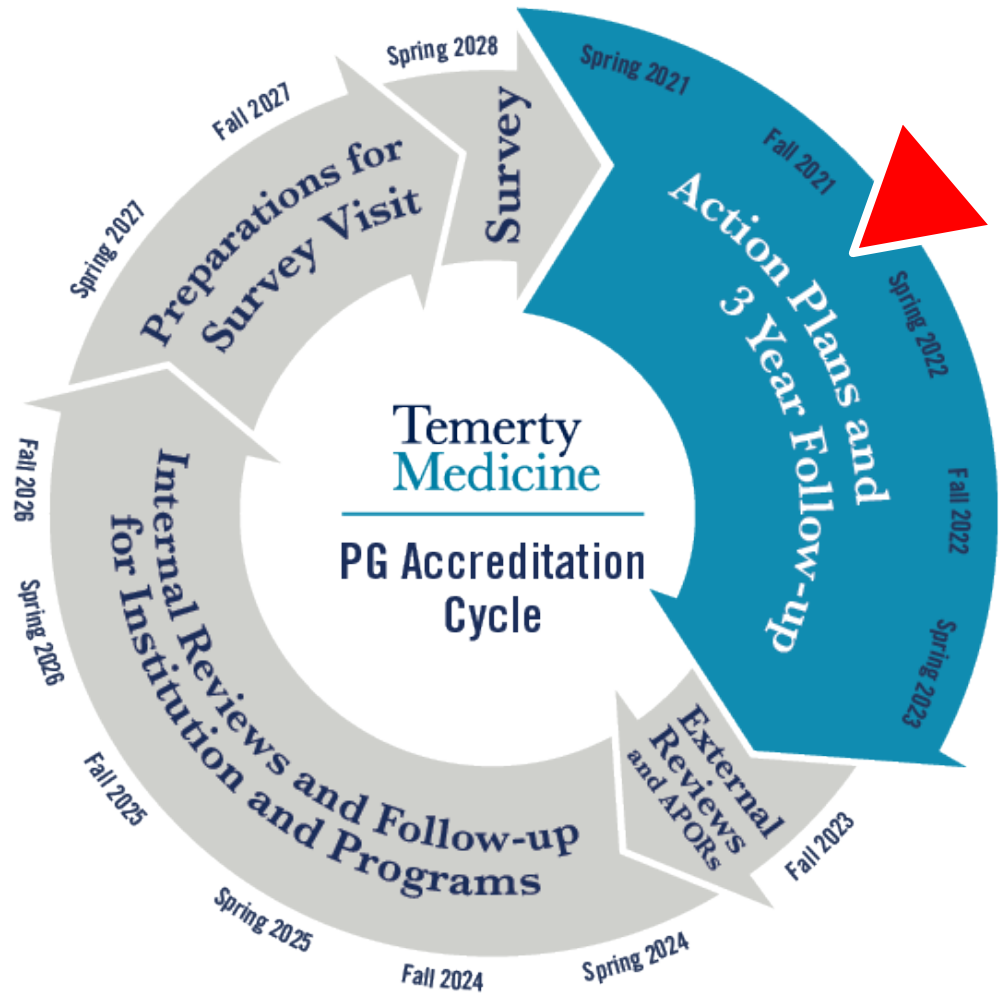 Spring 2021
Fall 2021
Spring 2022
Fall 2022
Spring 2023
Fall 2023
Spring 2024
Fall 2024
Spring 2025
Fall 2025
Spring 2026
Fall 2026
Spring 2027
Fall 2027
Spring 2028
Action Plans and
3 Year Follow-up
External
Reviews
and APORs
Internal Reviews and Follow-up
for Institution and Programs
Preparations for
Survey Visit
Survey
Temerty
Medicine
PG Accreditation
Cycle